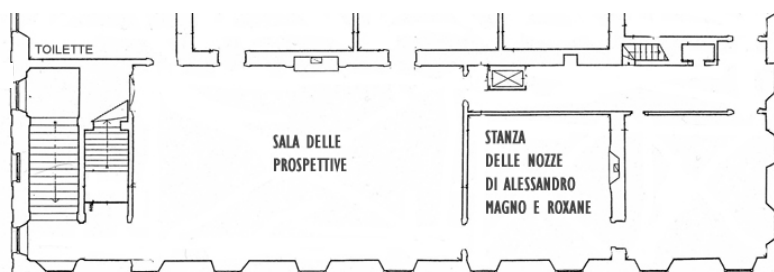 TOILETTE
SALA DELLE
PROSPETTIVE
STANZA
DELLE NOZZE
DI ALESSANDRO
MAGNO E ROXANE